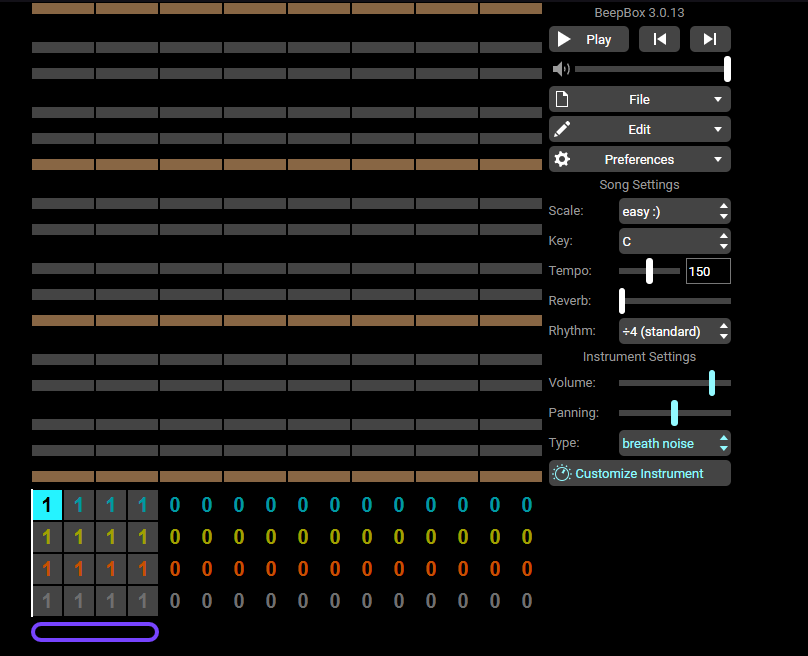 BeepBox 3.0.13
Play
File
Edit
Preferences
Song Settings
Scale: easy :)
Key: C
Tempo: 150
Reverb:
Rhythm: ÷4 (standard)
Instrument Settings
Volume:
Panning:
Type: breath noise
Customize Instrument
1 1 1 1 0 0 0 0 0 0 0 0 0 0 0 0
1 1 1 1 0 0 0 0 0 0 0 0 0 0 0 0
1 1 1 1 0 0 0 0 0 0 0 0 0 0 0 0
1 1 1 1 0 0 0 0 0 0 0 0 0 0 0 0